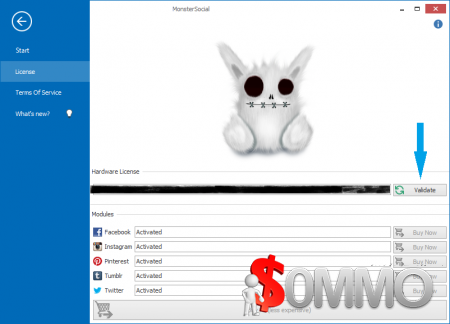 MonsterSocial
Start
License
Terms Of Service
What's new?
Hardware License
Validate
Modules
Facebook
Activated
Buy Now
Instagram
Activated
Buy Now
Pinterest
Activated
Buy Now
Tumblr
Activated
Buy Now
Twitter
Activated
Buy Now
$OMMO
less expensive)